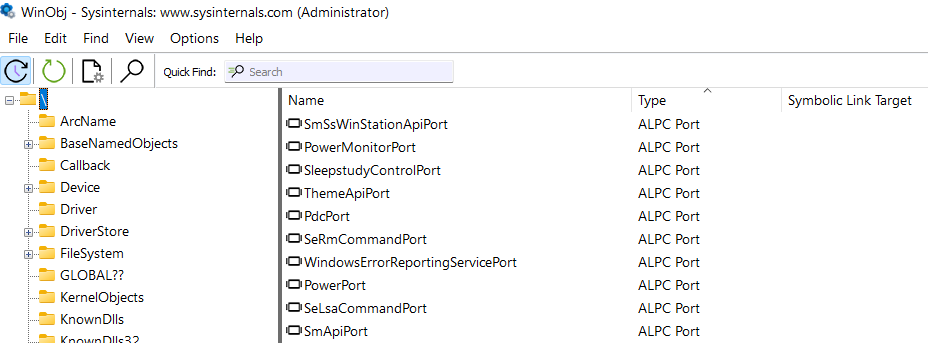 WinObj - Sysinternals: www.sysinternals.com (Administrator)
File Edit Find View Options Help
Quick Find: Search
\
ArcName
BaseNamedObjects
Callback
Device
Driver
DriverStore
FileSystem
GLOBAL??
KernelObjects
KnownDlls
KnownDlls32
Name Type Symbolic Link Target
SmSsWinStationApiPort ALPC Port
PowerMonitorPort ALPC Port
SleepstudyControlPort ALPC Port
ThemeApiPort ALPC Port
PdcPort ALPC Port
SeRmCommandPort ALPC Port
WindowsErrorReportingServicePort ALPC Port
PowerPort ALPC Port
SeLsaCommandPort ALPC Port
SmApiPort ALPC Port